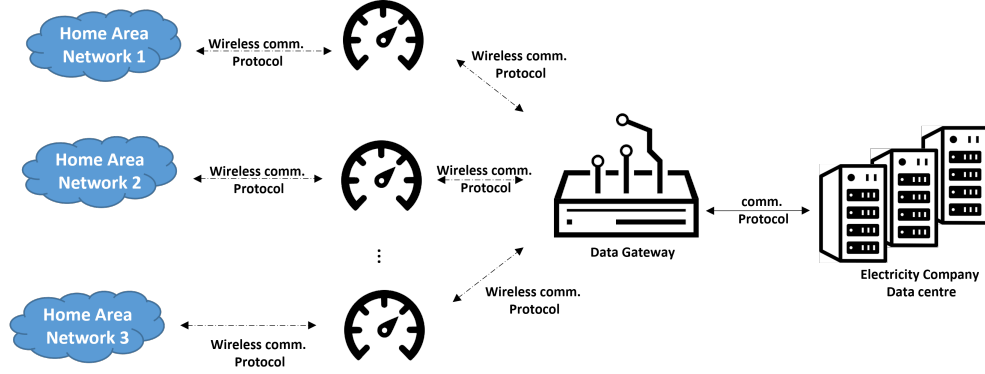 Home Area
Network 1
Wireless comm.
Protocol
Wireless comm.
Protocol
Home Area
Network 2
Wireless comm.
Protocol
Wireless comm.
Protocol
comm.
Protocol
Data Gateway
Electricity Company
Data centre
...
Home Area
Network 3
Wireless comm.
Protocol
Wireless comm.
Protocol